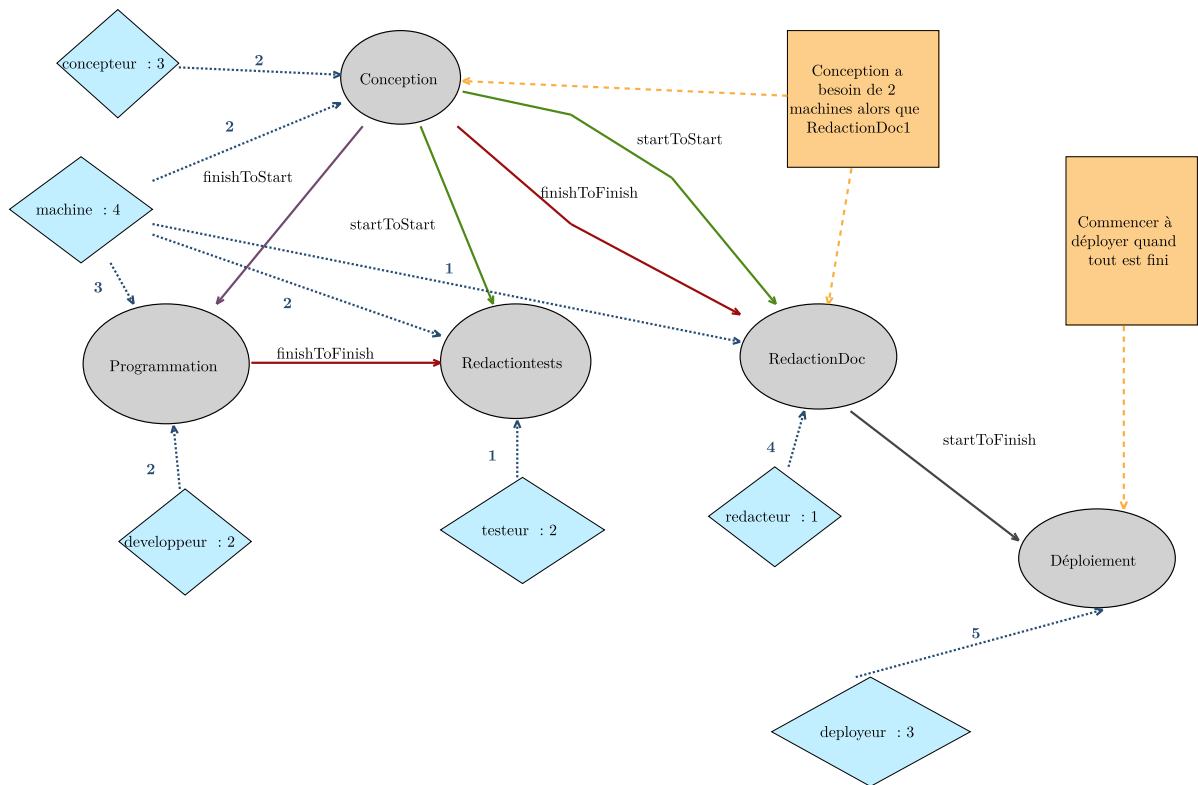 concepteur : 3
2
Conception
Conception a
besoin de 2
machines alors que
RedactionDoc1
2
startToStart
finishToStart
finishToFinish
machine : 4
startToStart
Commencer à
déployer quand
tout est fini
1
3
2
Programmation
finishToFinish
Redactiontests
RedactionDoc
startToFinish
2
1
4
developpeur : 2
testeur : 2
redacteur : 1
Déploiement
5
deployeur : 3